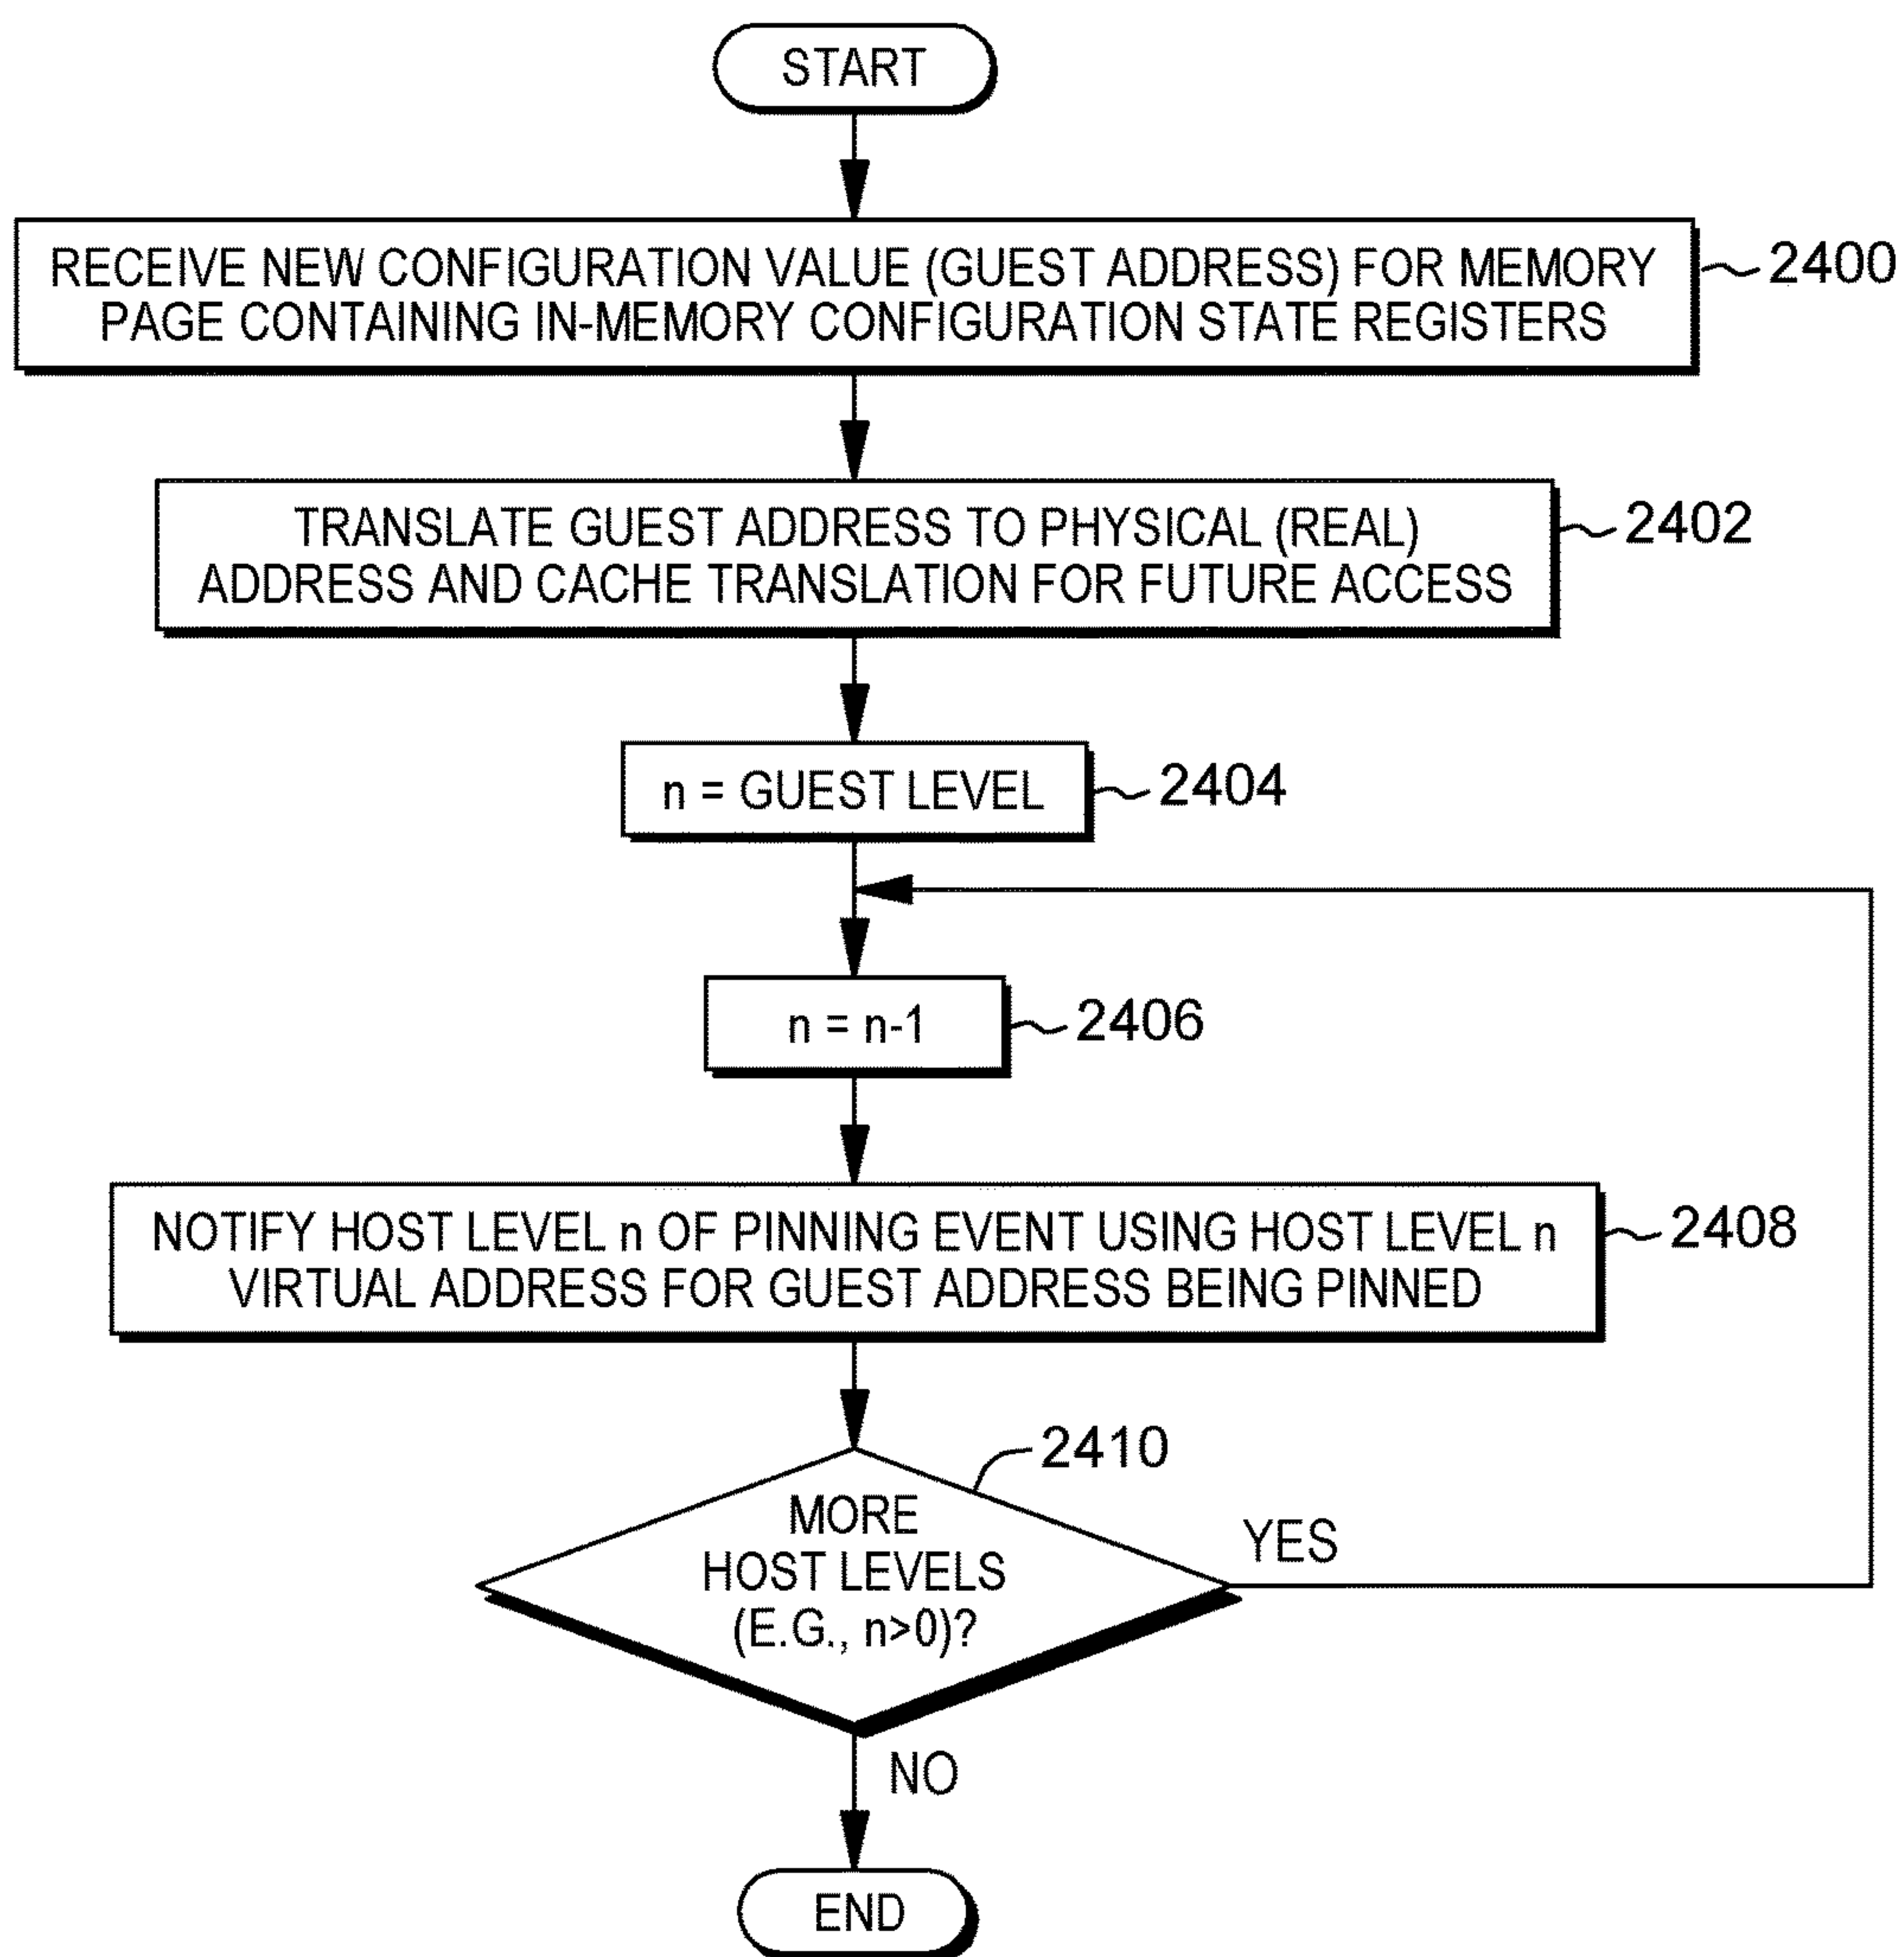 START
RECEIVE NEW CONFIGURATION VALUE (GUEST ADDRESS) FOR MEMORY
PAGE CONTAINING IN-MEMORY CONFIGURATION STATE REGISTERS
2400
TRANSLATE GUEST ADDRESS TO PHYSICAL (REAL)
ADDRESS AND CACHE TRANSLATION FOR FUTURE ACCESS
2402
n = GUEST LEVEL
2404
n = n-1
2406
NOTIFY HOST LEVEL n OF PINNING EVENT USING HOST LEVEL n
VIRTUAL ADDRESS FOR GUEST ADDRESS BEING PINNED
2408
2410
MORE
HOST LEVELS
(E.G., n>0)?
YES
NO
END